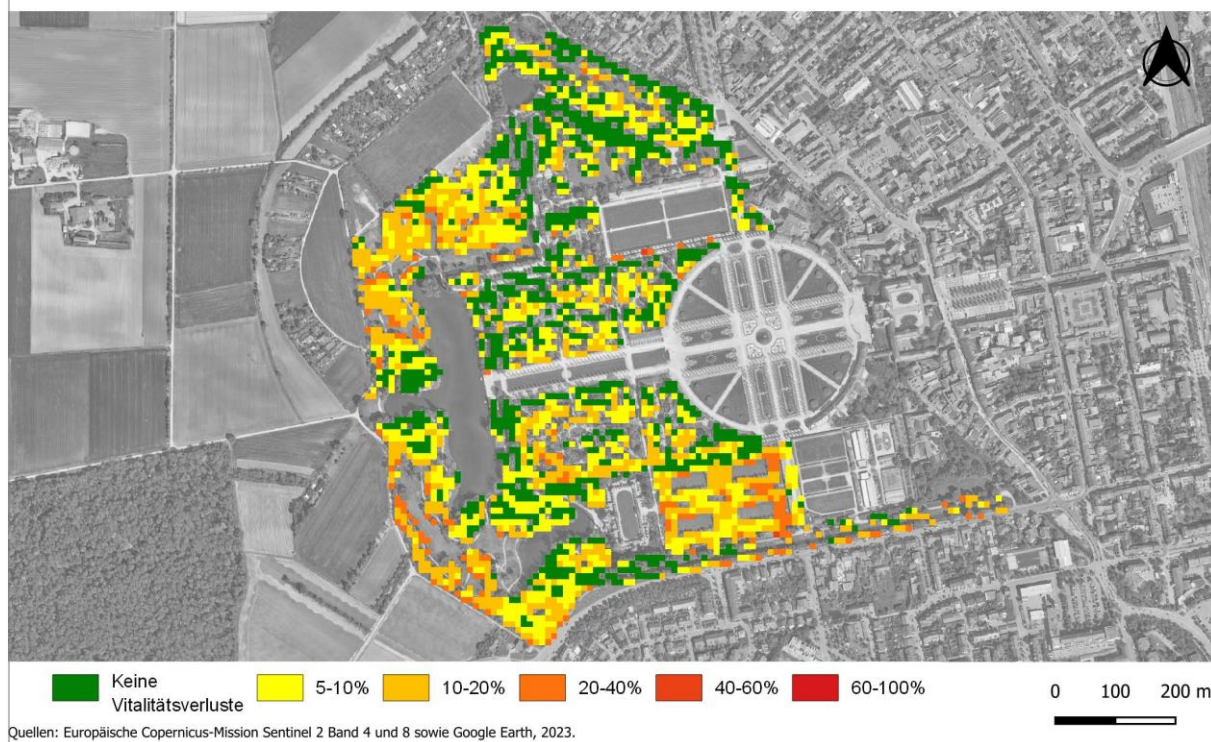 Keine
Vitalitätsverluste
5-10%
10-20%
20-40%
40-60%
60-100%
0 100 200 m
Quellen: Europäische Copernicus-Mission Sentinel 2 Band 4 und 8 sowie Google Earth, 2023.